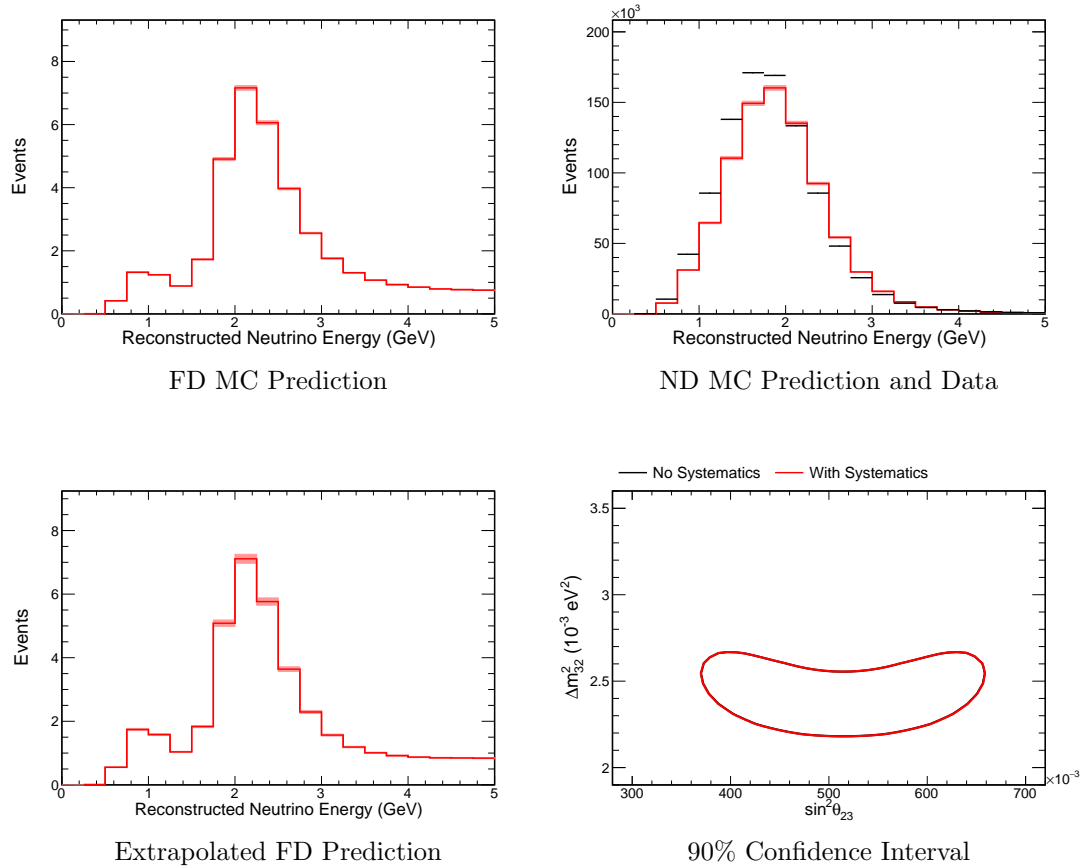 Events
8
6
4
2
0
0 1 2 3 4 5
Reconstructed Neutrino Energy (GeV)
FD MC Prediction
×10³
Events
200
150
100
50
0
0 1 2 3 4 5
Reconstructed Neutrino Energy (GeV)
ND MC Prediction and Data
Events
8
6
4
2
0
0 1 2 3 4 5
Reconstructed Neutrino Energy (GeV)
Extrapolated FD Prediction
No Systematics With Systematics
Δm²₃₂ (10⁻³ eV²)
3.5
3
2.5
2
300 400 500 600 700
×10⁻³
sin²θ₂₃
90% Confidence Interval